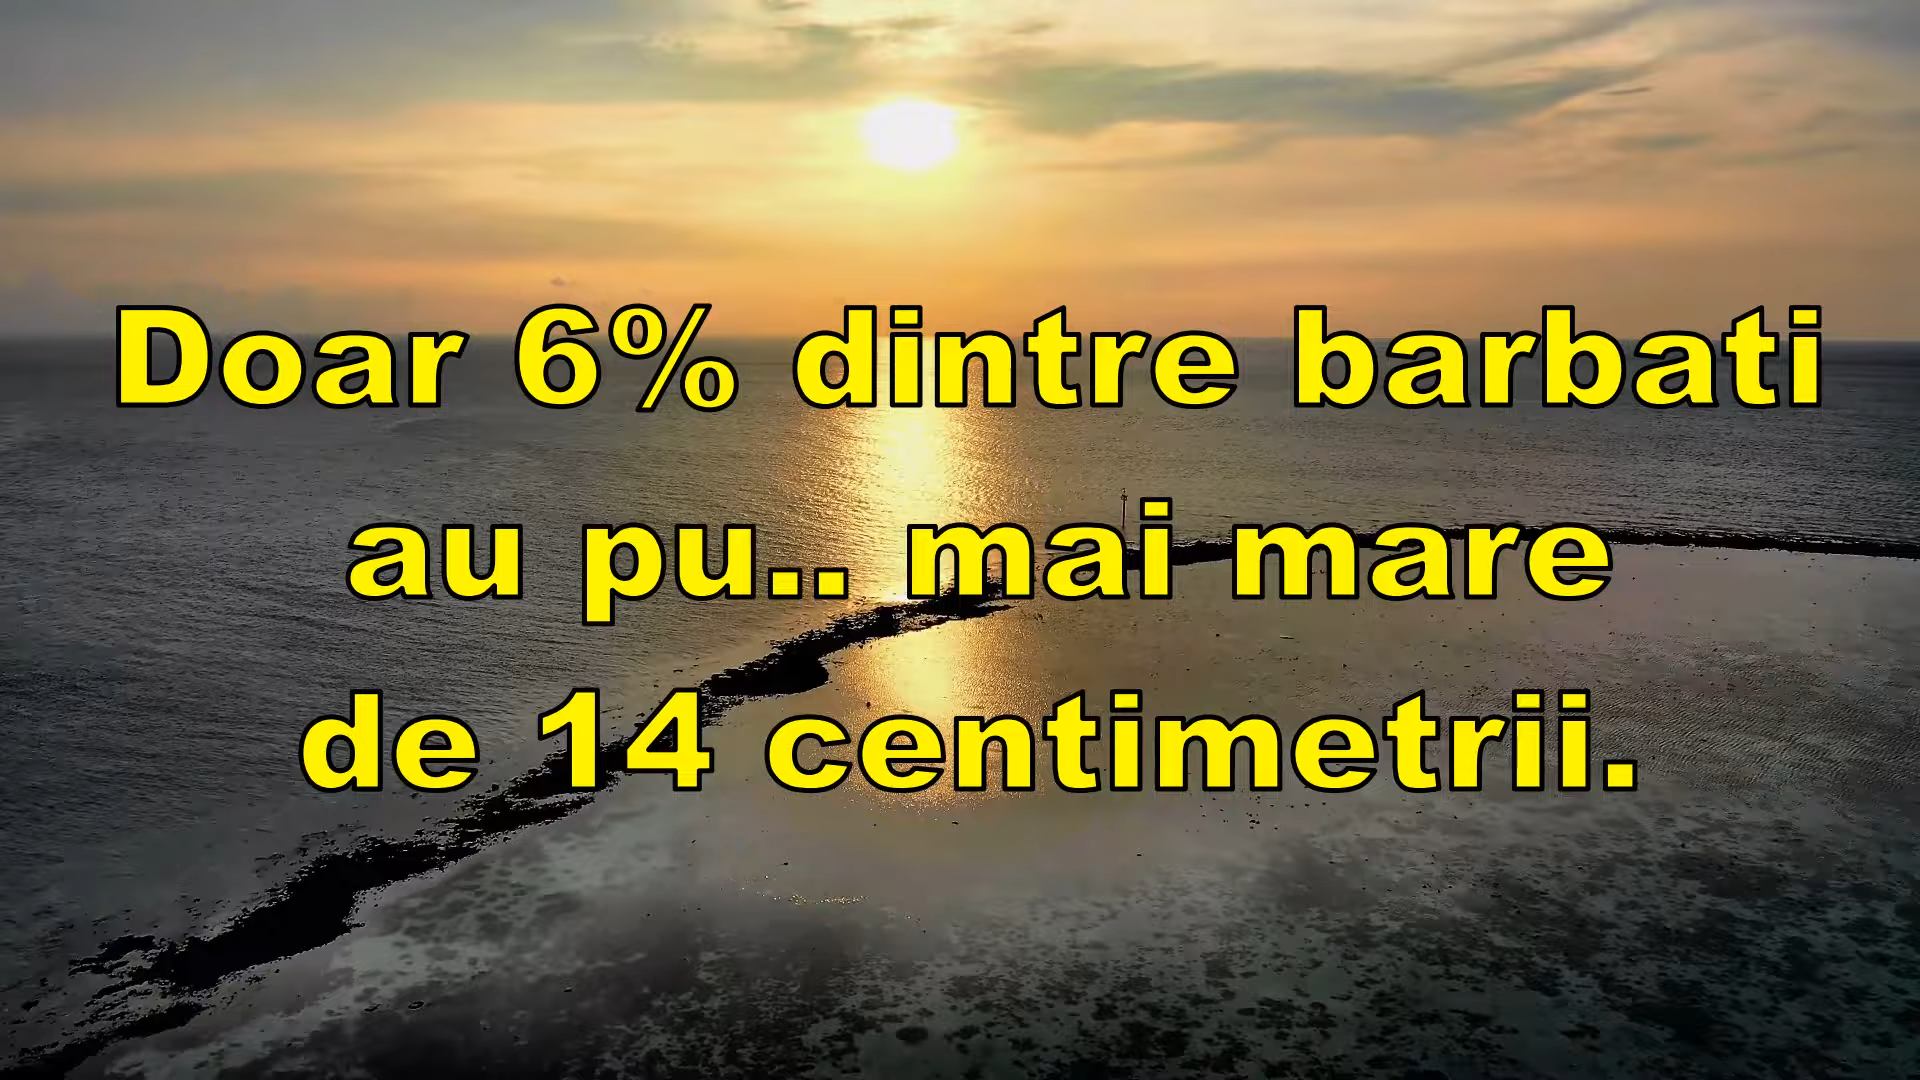 Doar 6% dintre barbati
au pu.. mai mare
de 14 centimetrii.